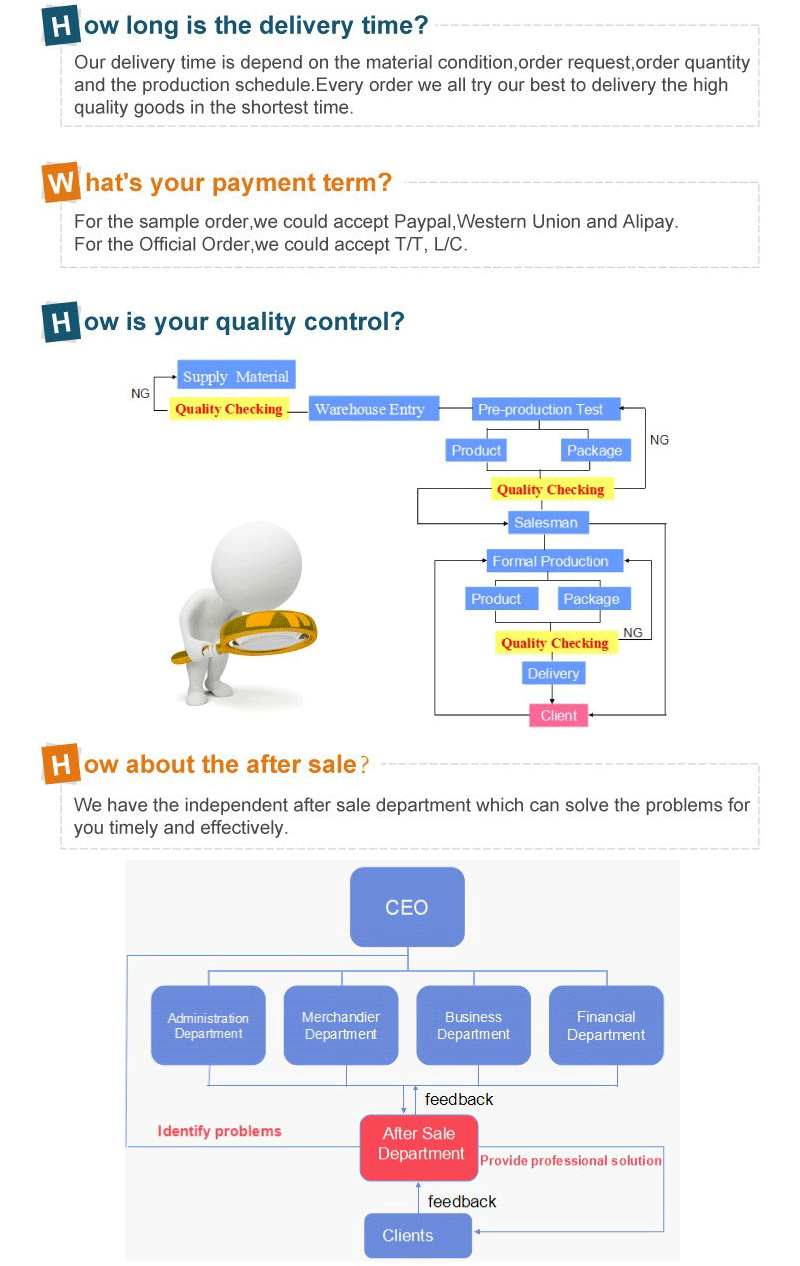 How long is the delivery time?
Our delivery time is depend on the material condition,order request,order quantity
and the production schedule.Every order we all try our best to delivery the high
quality goods in the shortest time.
What's your payment term?
For the sample order,we could accept Paypal,Western Union and Alipay.
For the Official Order,we could accept T/T, L/C.
How is your quality control?
Supply Material
NG
Quality Checking
Warehouse Entry
Pre-production Test
NG
Product
Package
Quality Checking
Salesman
Formal Production
Product
Package
NG
Quality Checking
Delivery
Client
How about the after sale?
We have the independent after sale department which can solve the problems for
you timely and effectively.
CEO
Administration
Department
Merchandier
Department
Business
Department
Financial
Department
feedback
Identify problems
After Sale
Department
Provide professional solution
feedback
Clients